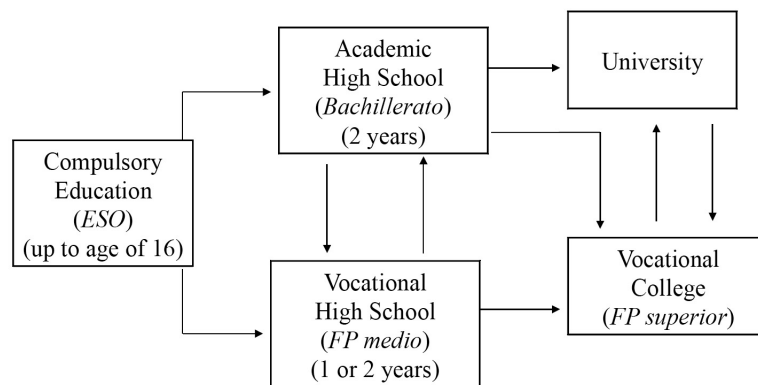 Academic
High School
(Bachillerato)
(2 years)
University
Compulsory
Education
(ESO)
(up to age of 16)
Vocational
High School
(FP medio)
(1 or 2 years)
Vocational
College
(FP superior)